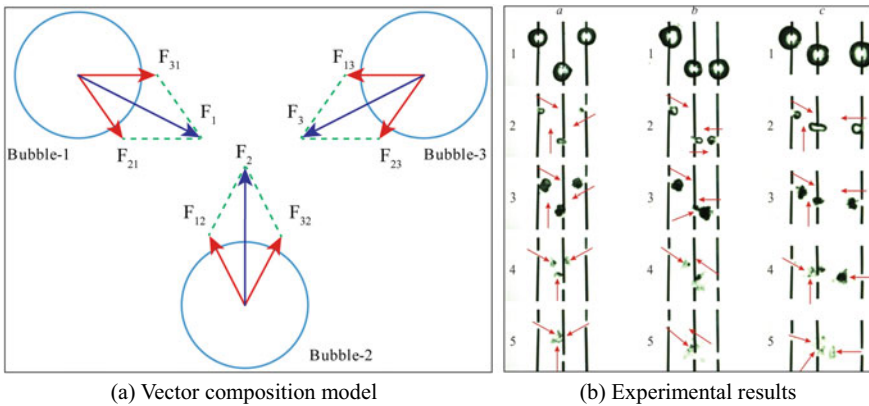 F31
F1
F21
Bubble-1
F13
F3
F23
Bubble-3
F2
F12
F32
Bubble-2
(a) Vector composition model
a
b
c
1
1
1
2
2
2
3
3
3
4
4
4
5
5
5
(b) Experimental results